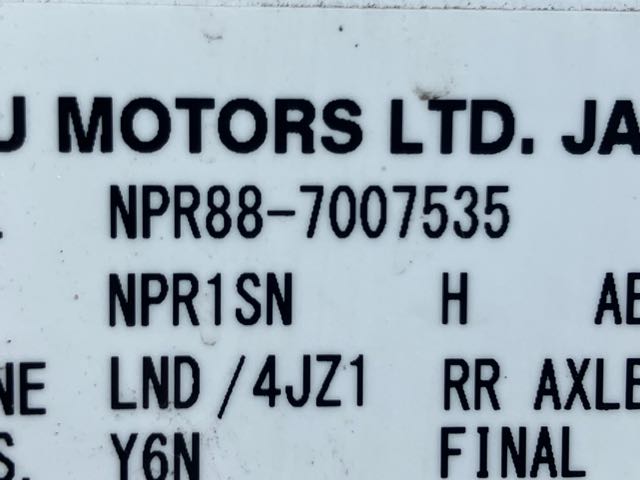 U MOTORS LTD. JA
NPR88-7007535
NPR1SN H AB
NE LND/4JZ1 RR AXLE
S. Y6N FINAL